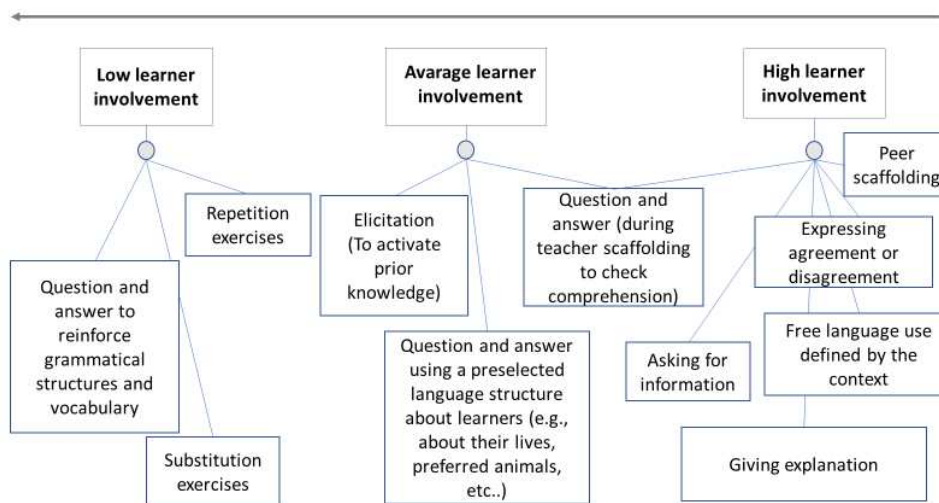 Low learner
involvement
Avarage learner
involvement
High learner
involvement
Peer
scaffolding
Repetition
exercises
Elicitation
(To activate
prior
knowledge)
Question and
answer (during
teacher scaffolding
to check
comprehension)
Expressing
agreement or
disagreement
Question and
answer to
reinforce
grammatical
structures and
vocabulary
Question and answer
using a preselected
language structure
about learners (e.g.,
about their lives,
preferred animals,
etc..)
Asking for
information
Free language use
defined by the
context
Substitution
exercises
Giving explanation